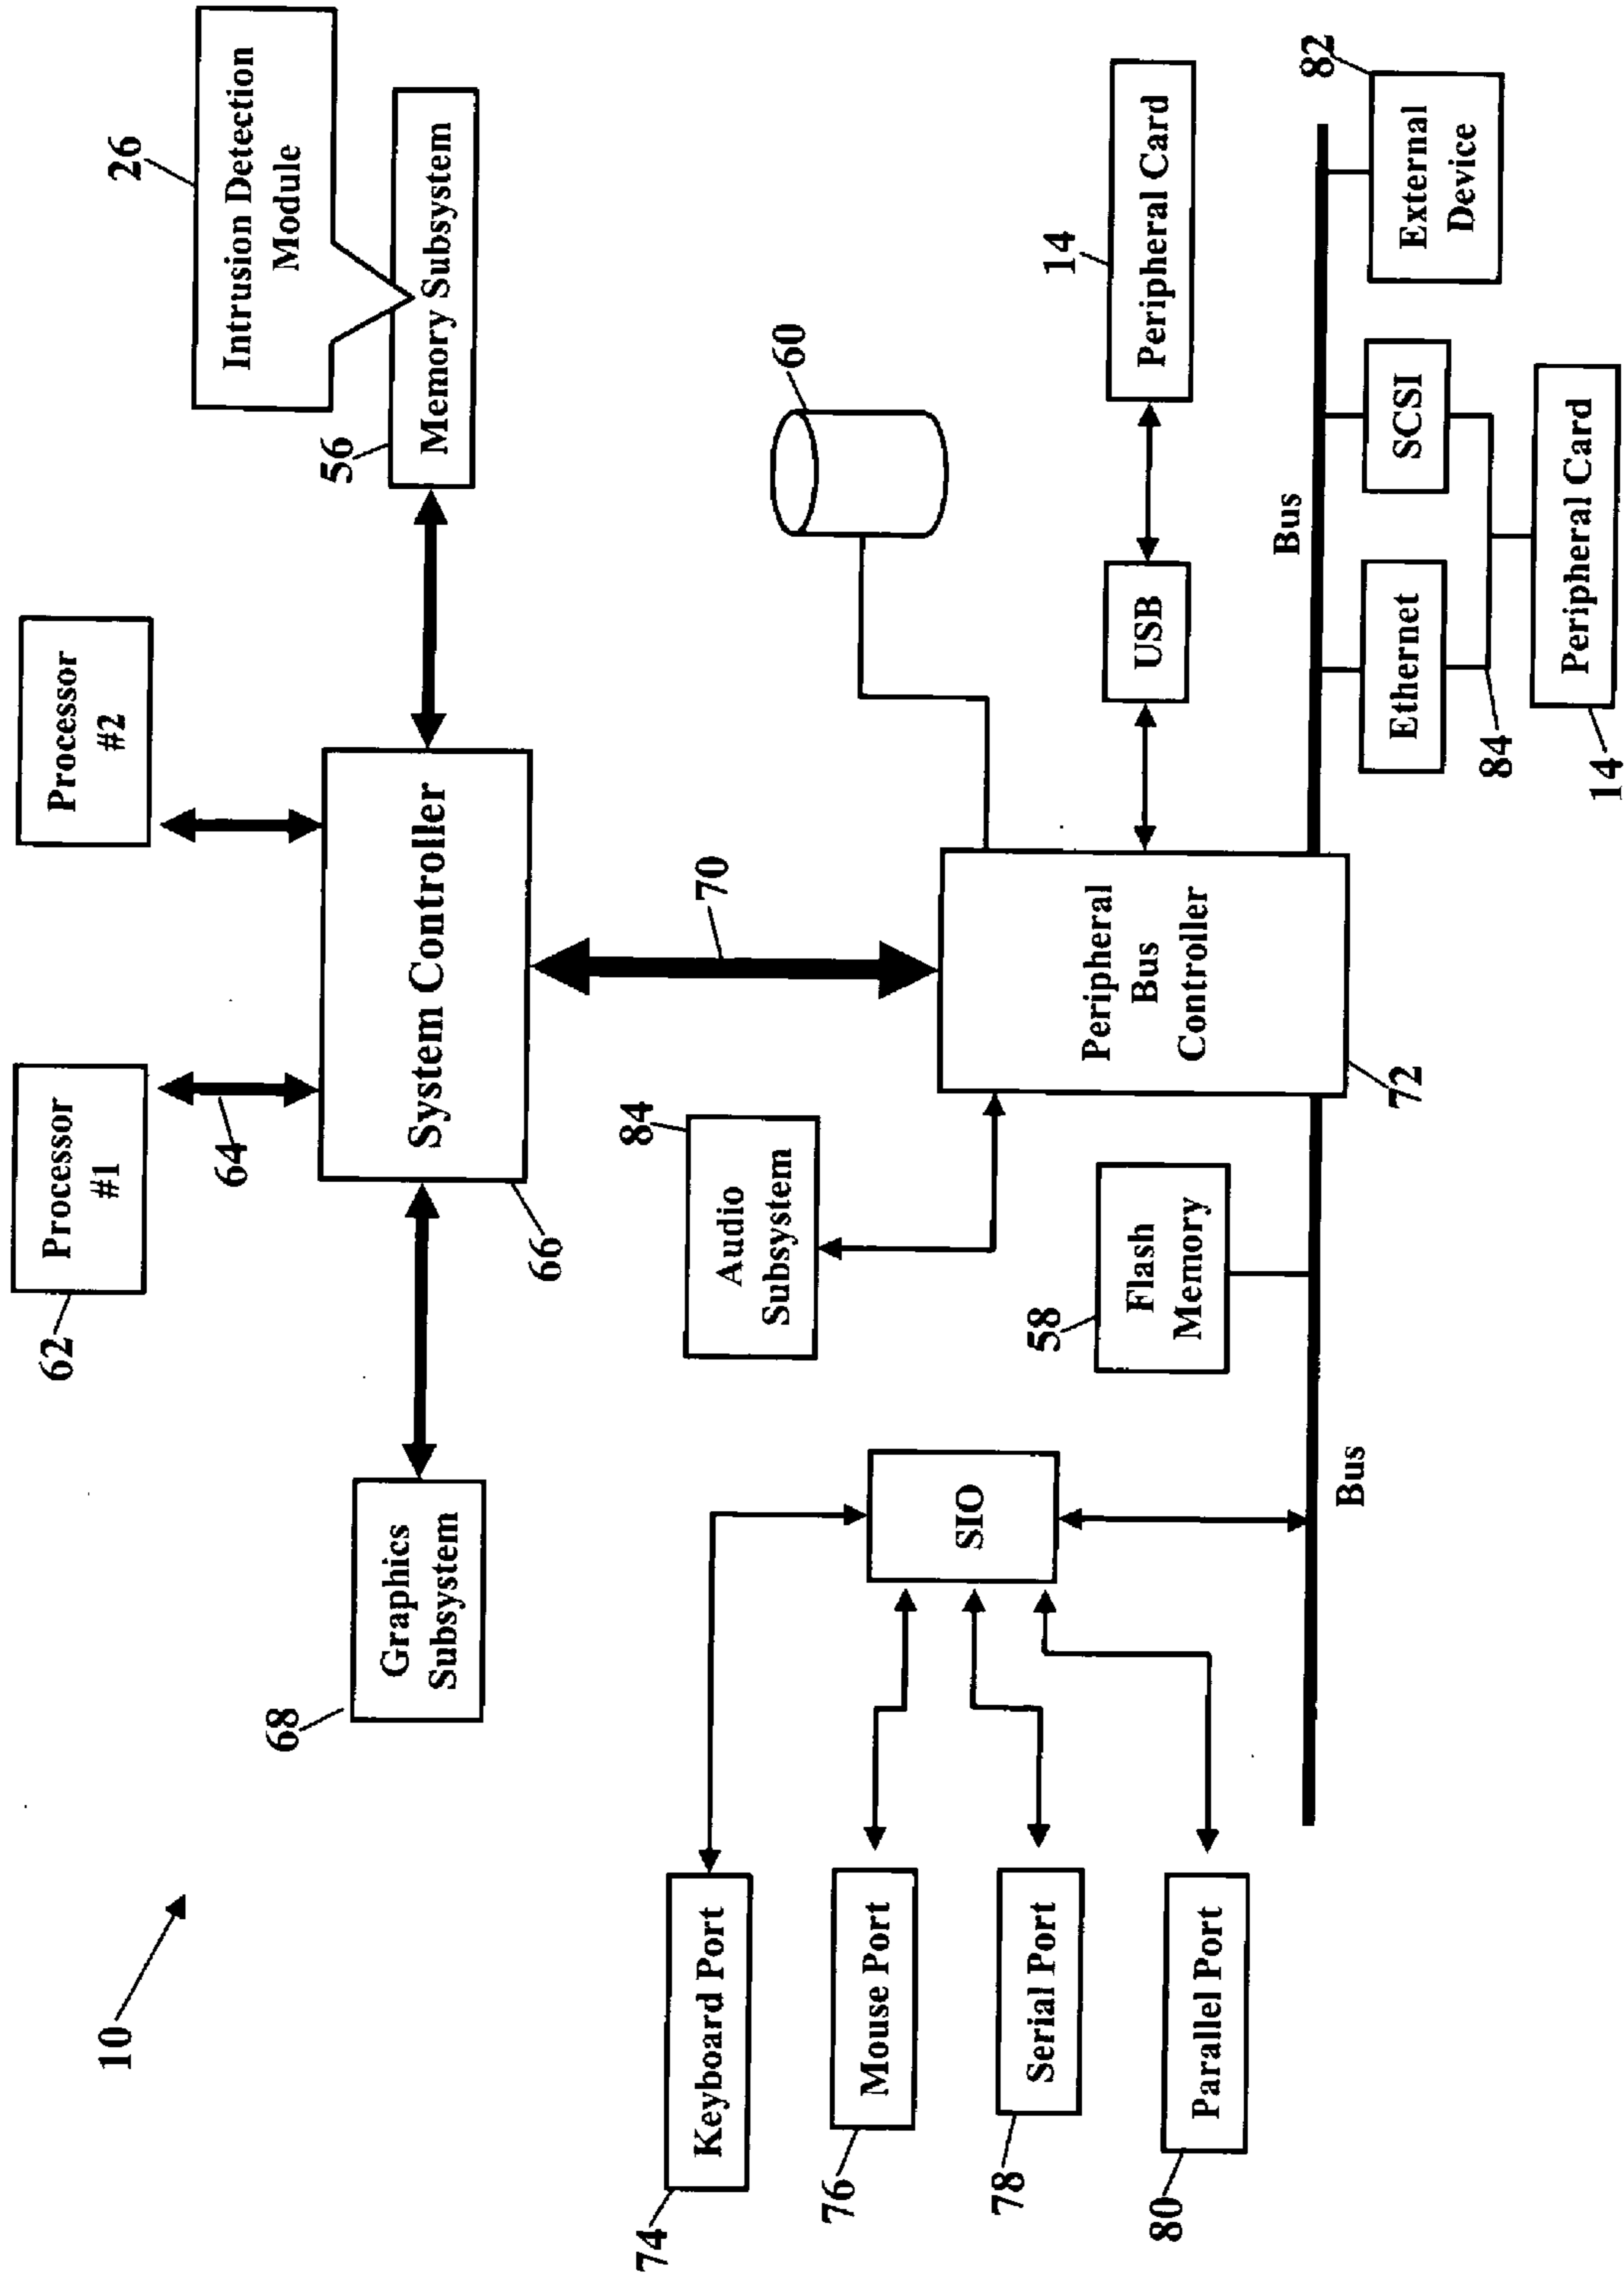 10
62
Processor
#1
64
Processor
#2
26
Intrusion Detection
Module
68
Graphics
Subsystem
66
System Controller
56
Memory Subsystem
70
60
74
Keyboard Port
76
Mouse Port
78
Serial Port
80
Parallel Port
SIO
84
Audio
Subsystem
58
Flash
Memory
Peripheral
Bus
Controller
72
USB
14
Peripheral Card
Bus
Bus
Ethernet
SCSI
84
82
External
Device
14
Peripheral Card